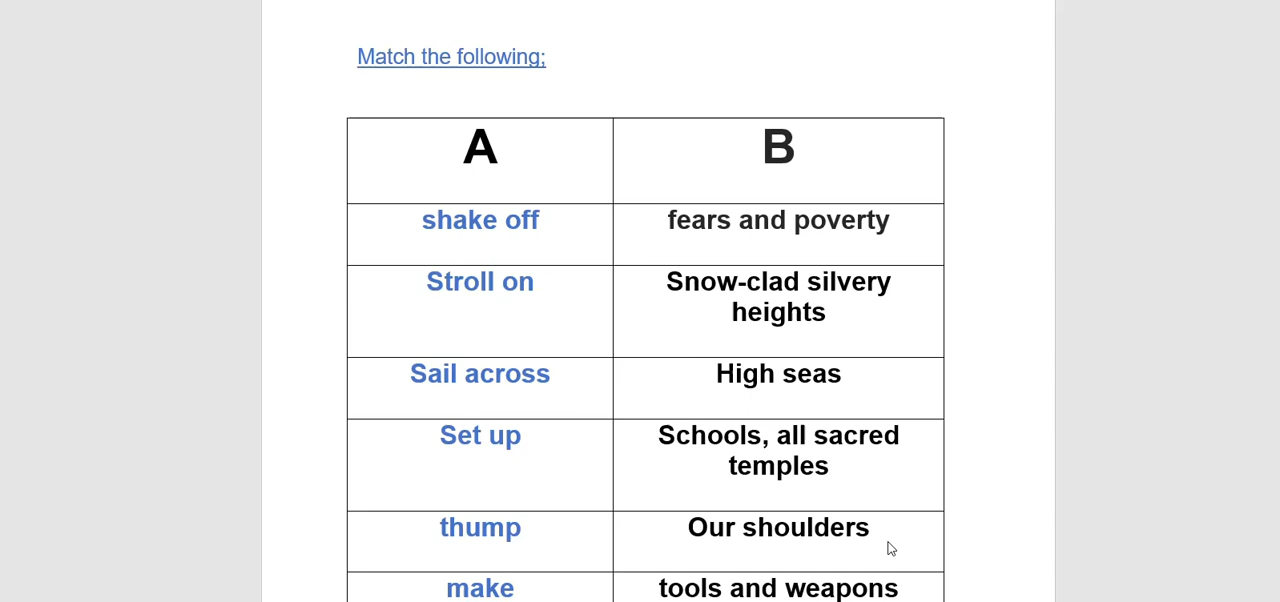 Match the following;
A B
shake off fears and poverty
Stroll on Snow-clad silvery
heights
Sail across High seas
Set up Schools, all sacred
temples
thump Our shoulders
make tools and weapons